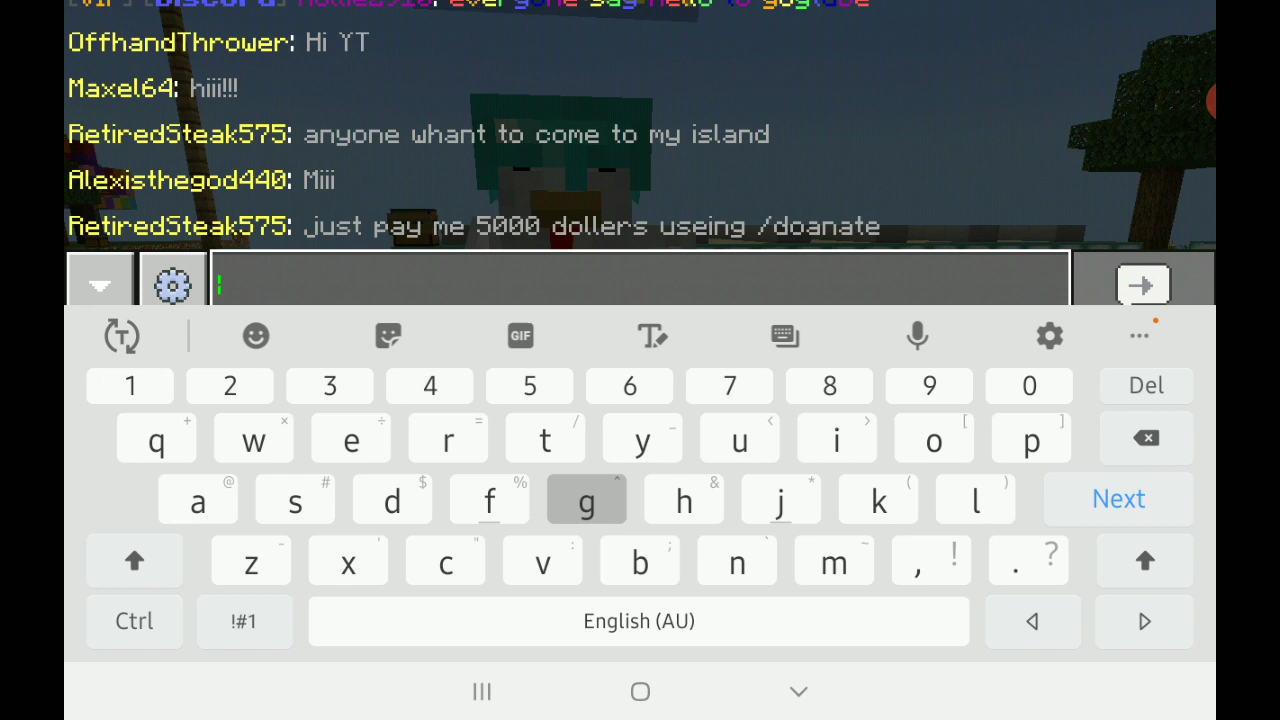 OffhandThrower: Hi YT
Maxel64: hiii!!!
RetiredSteak575: anyone whant to come to my island
Alexisthegod440: Miii
RetiredSteak575: just pay me 5000 dollers useing /doanate
GIF
1 2 3 4 5 6 7 8 9 0 Del
q + w × e ÷ r = t / y _ u < i > o [ p ]
a @ s # d $ f % g ^ h & j * k ( l ) Next
z - x ' c " v : b ; n ` m ~ , ! . ?
Ctrl !#1 English (AU)